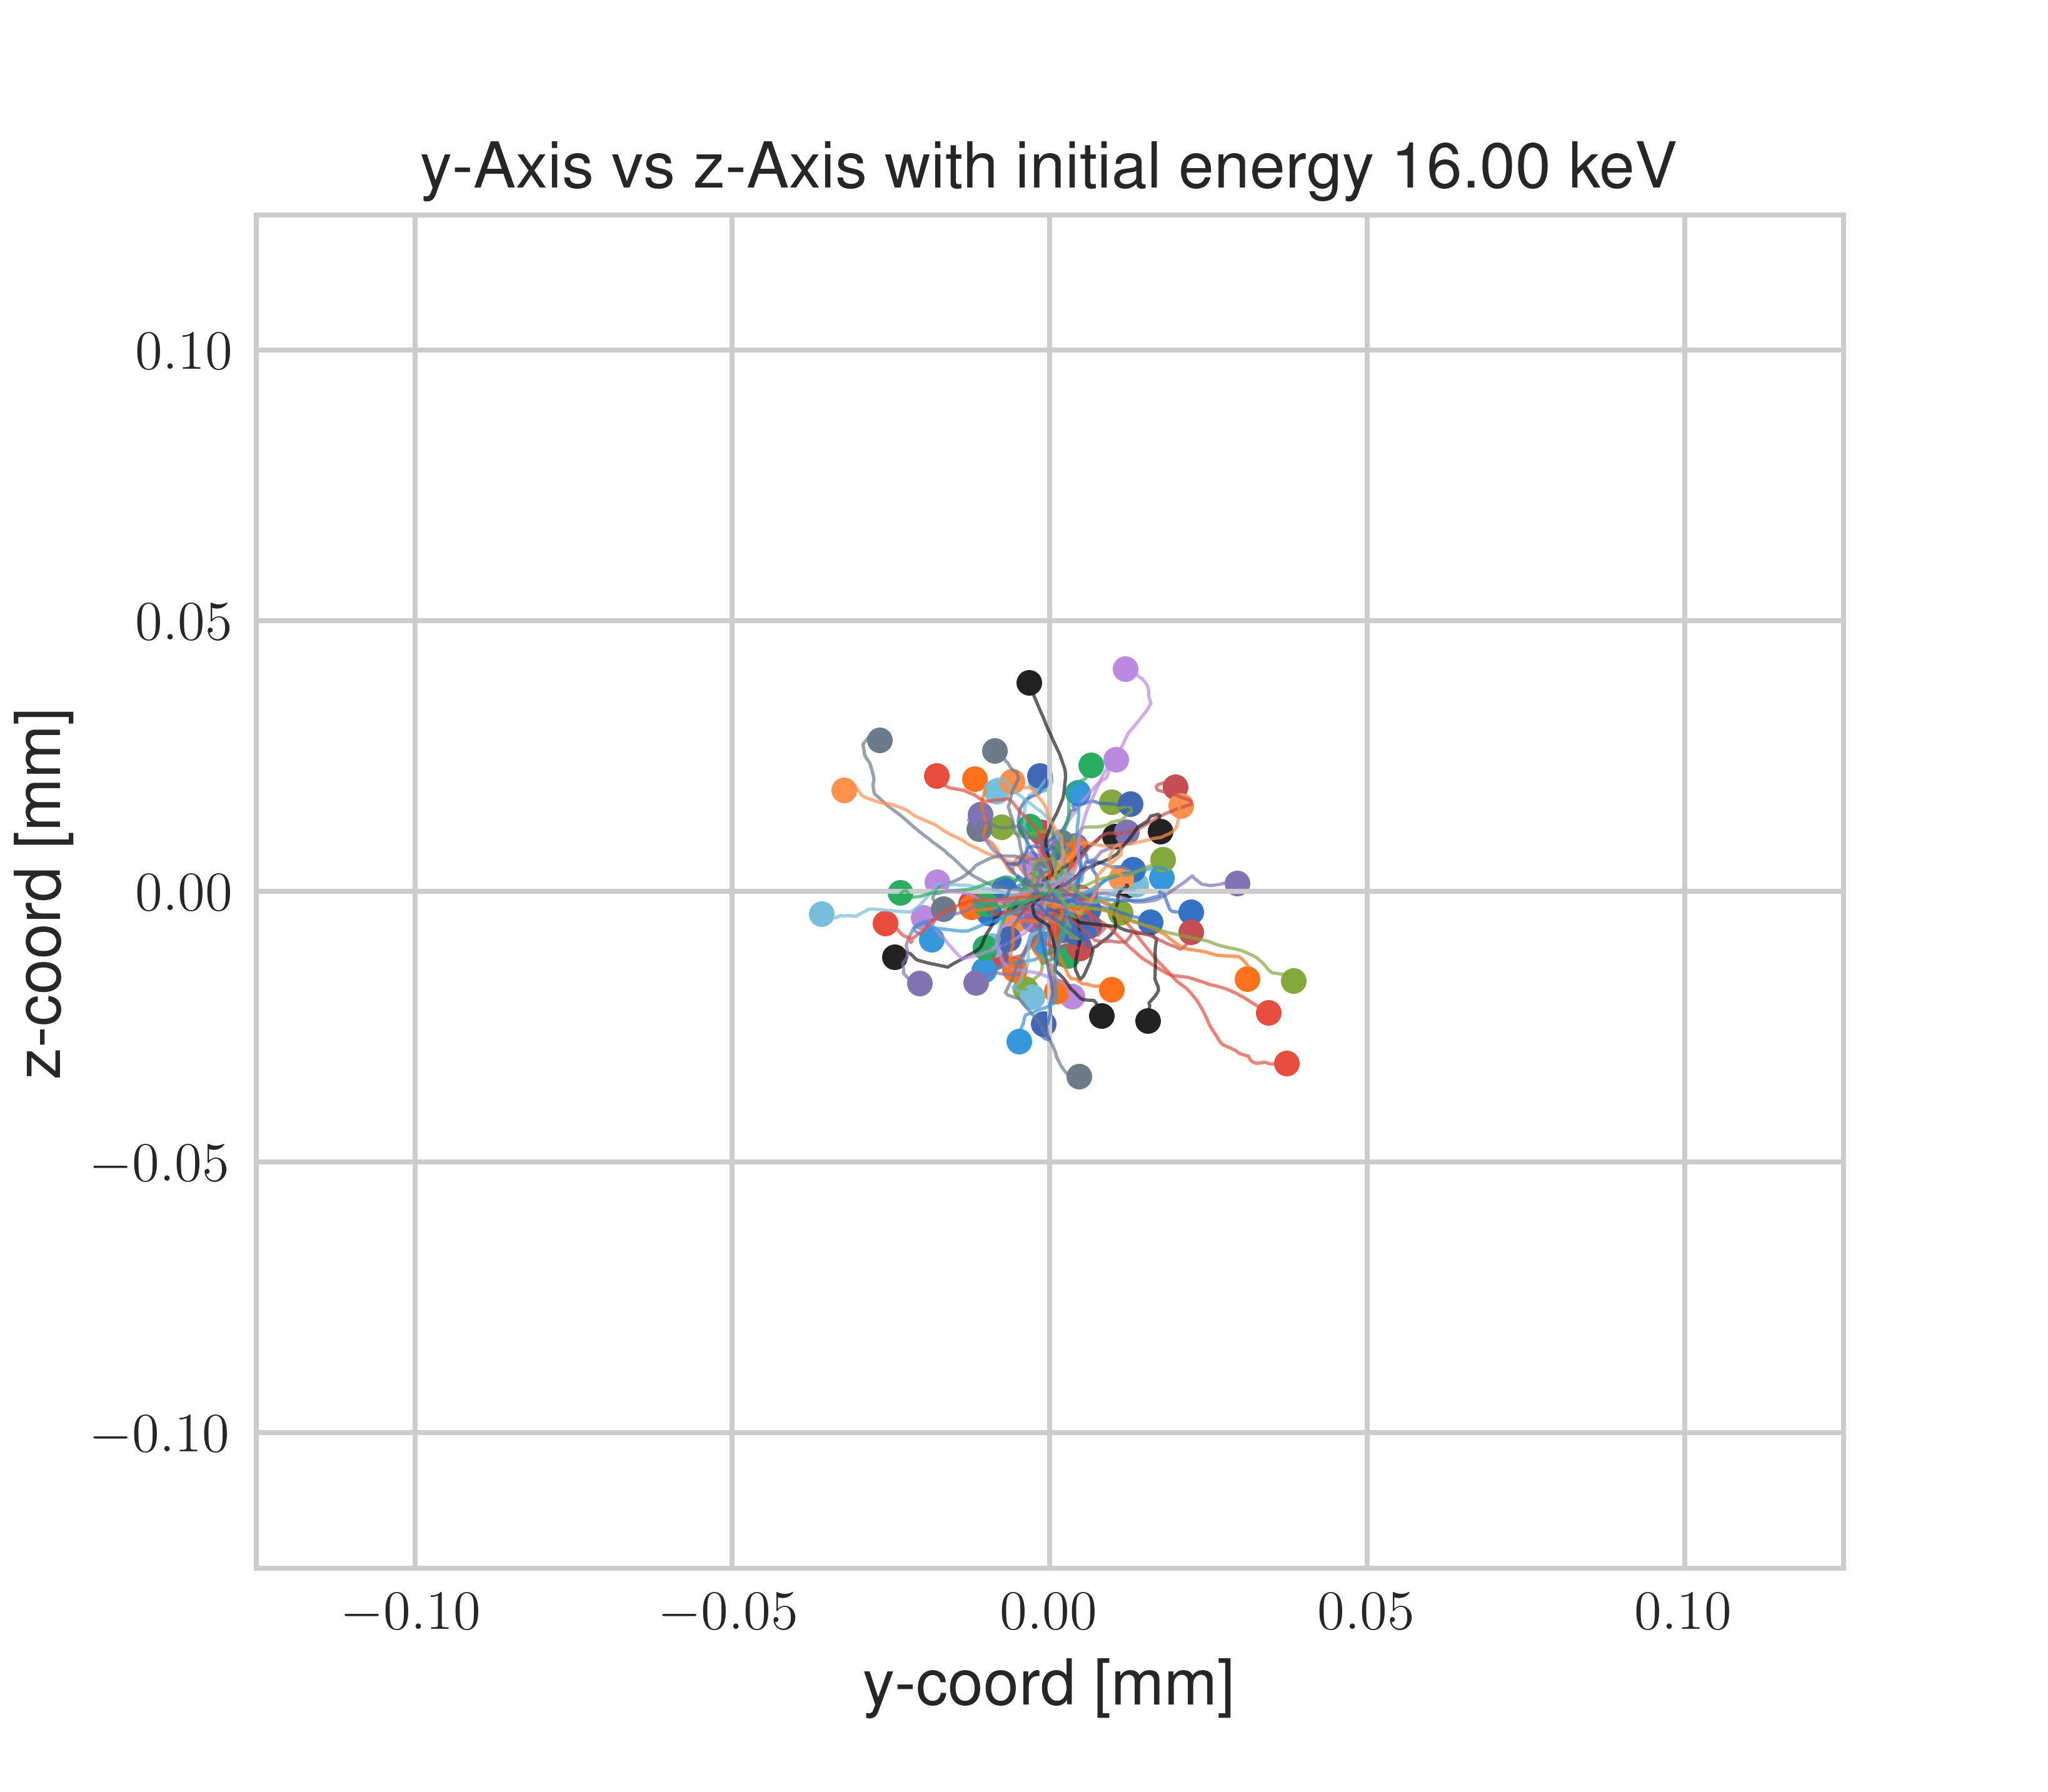 y-Axis vs z-Axis with initial energy 16.00 keV
0.10
0.05
0.00
−0.05
−0.10
z-coord [mm]
−0.10 −0.05 0.00 0.05 0.10
y-coord [mm]